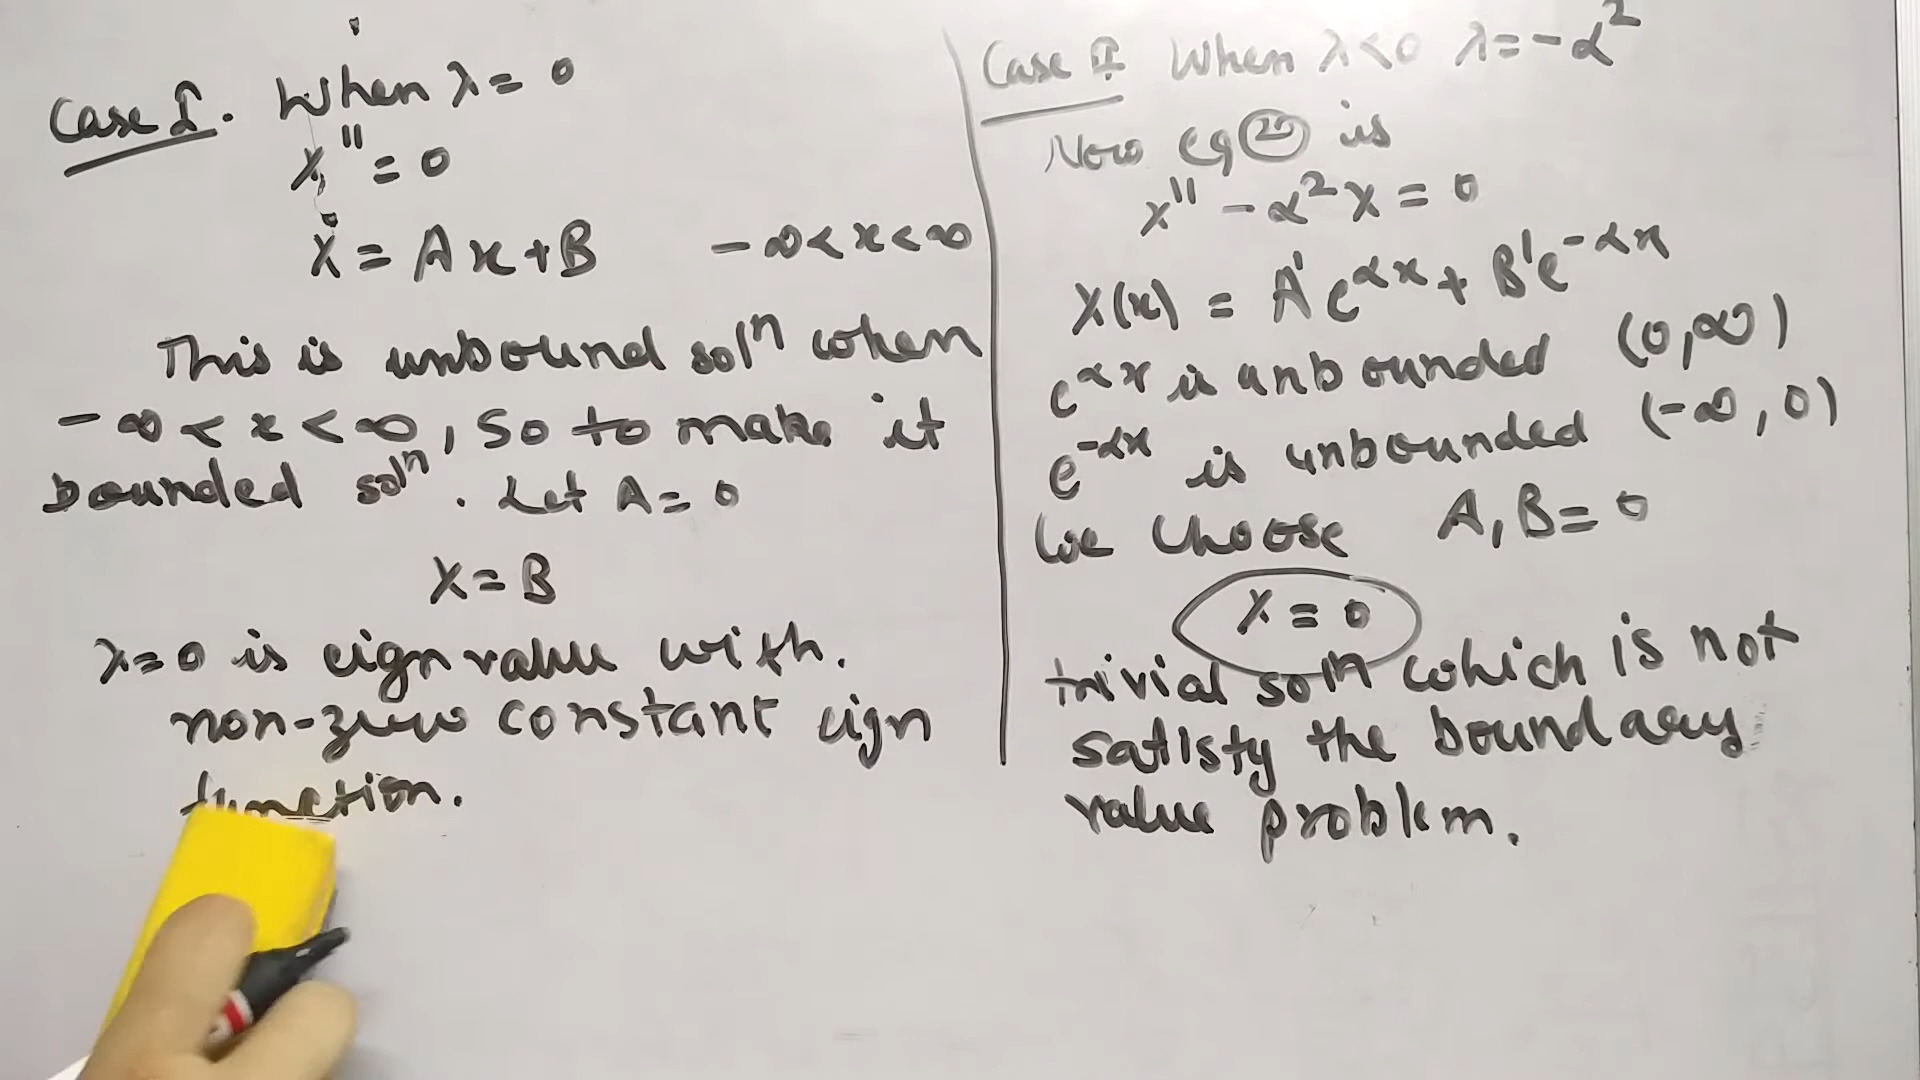 Case I. When λ = 0
X'' = 0
X = Ax + B -∞ < x < ∞
This is unbound solⁿ when
-∞ < x < ∞, So to make it
bounded solⁿ. Let A = 0
X = B
λ = 0 is eign value with.
non-zero constant eign
function.
Case II When λ < 0 λ = -α²
Now eq is
X'' - α²X = 0
X(x) = A'e^αx + B'e^-αx
e^αx is unbounded (0, ∞)
e^-αx is unbounded (-∞, 0)
We choose A, B = 0
X = 0
trivial solⁿ which is not
satisfy the boundary
value problem.